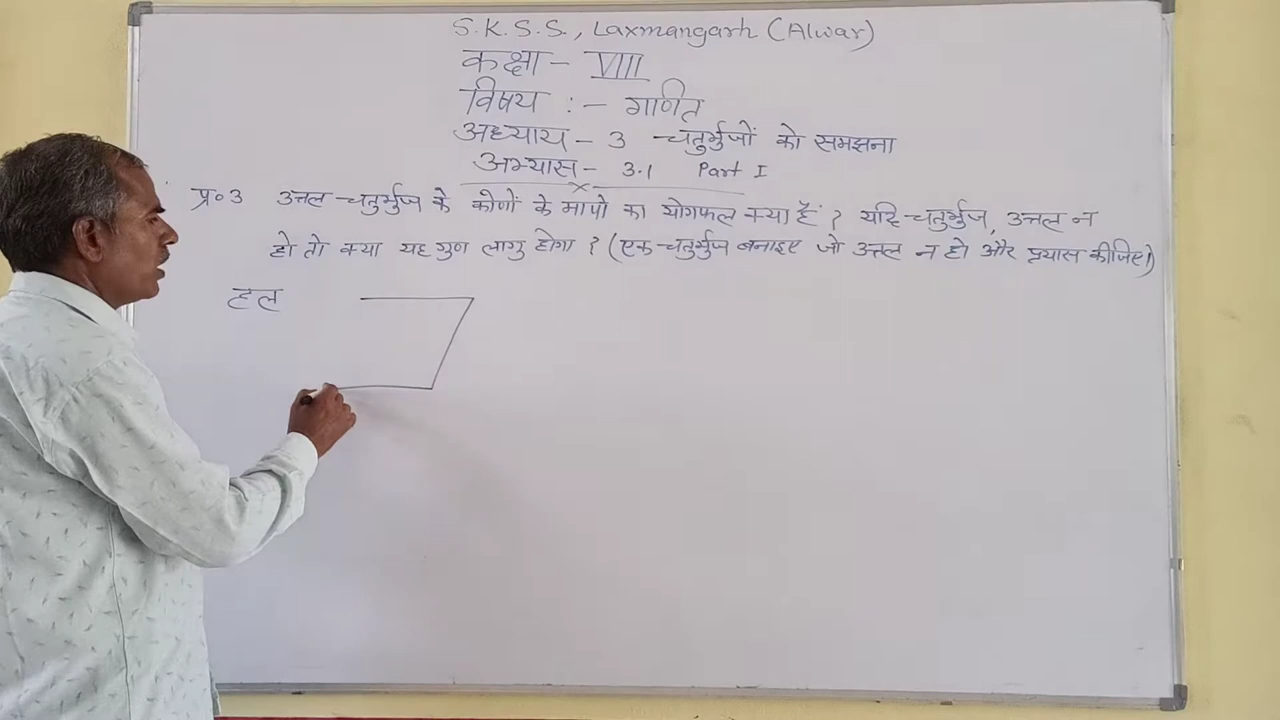 S.K.S.S., Laxmangarh (Alwar)
कक्षा - VIII
विषय :- गणित
अध्याय - 3 चतुर्भुजों को समझना
अभ्यास - 3.1 Part I
प्र॰3 उत्तल चतुर्भुज के कोणों के मापो का योगफल क्या हैं ? यदि चतुर्भुज, उत्तल न
हो तो क्या यह गुण लागु होगा ? (एक चतुर्भुज बनाइए जो उत्तल न हो और प्रयास कीजिए।)
हल